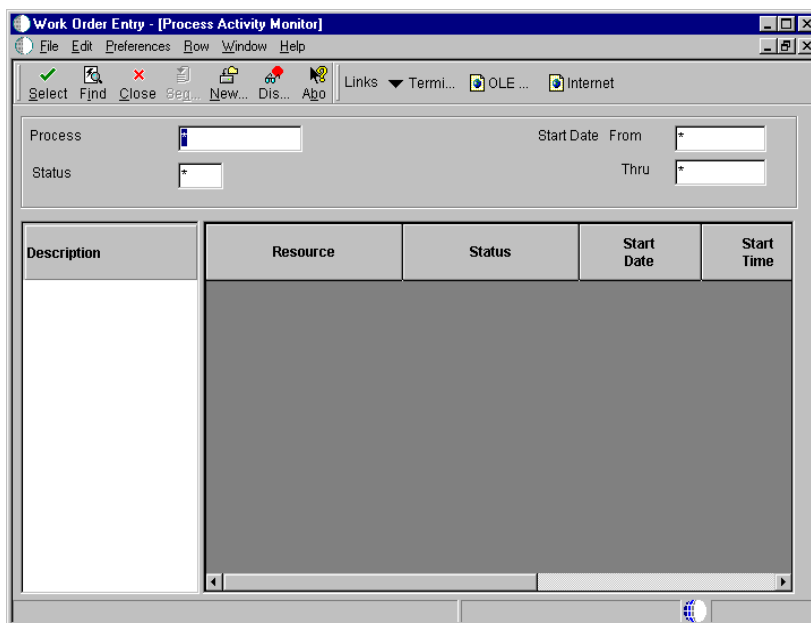 Work Order Entry - [Process Activity Monitor]
File Edit Preferences Row Window Help
Select Find Close Seq... New... Dis... Abo Links Termi... OLE ... Internet
Process * Start Date From *
Status * Thru *
Description Resource Status Start Date Start Time